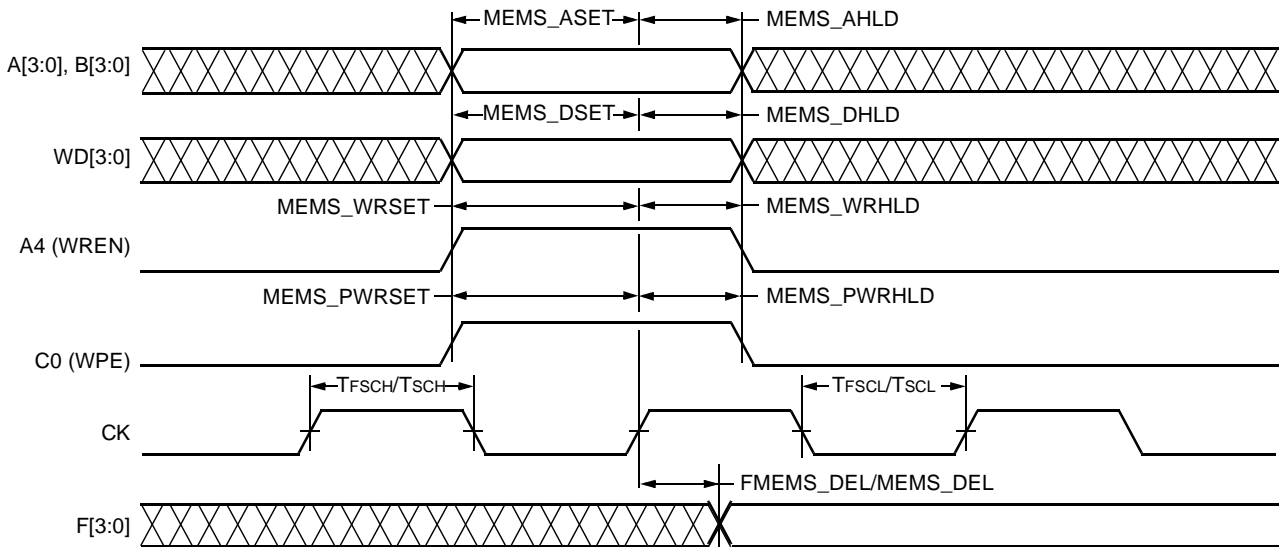 MEMS_ASET MEMS_AHLD
A[3:0], B[3:0]
MEMS_DSET MEMS_DHLD
WD[3:0]
MEMS_WRSET MEMS_WRHLD
A4 (WREN)
MEMS_PWRSET MEMS_PWRHLD
C0 (WPE)
TFSCH/TSCH TFSCL/TSCL
CK
FMEMS_DEL/MEMS_DEL
F[3:0]